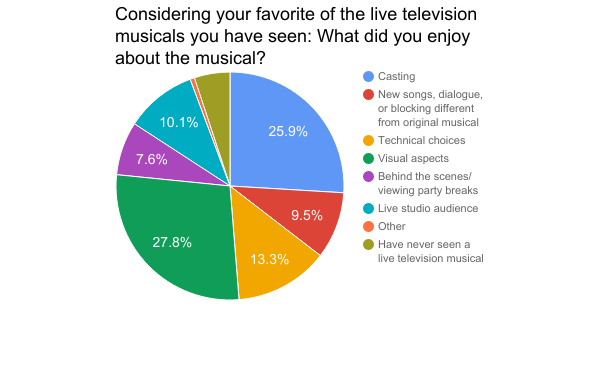 Considering your favorite of the live television
musicals you have seen: What did you enjoy
about the musical?
Casting
New songs, dialogue,
or blocking different
from original musical
Technical choices
Visual aspects
Behind the scenes/
viewing party breaks
Live studio audience
Other
Have never seen a
live television musical
25.9%
9.5%
13.3%
27.8%
7.6%
10.1%